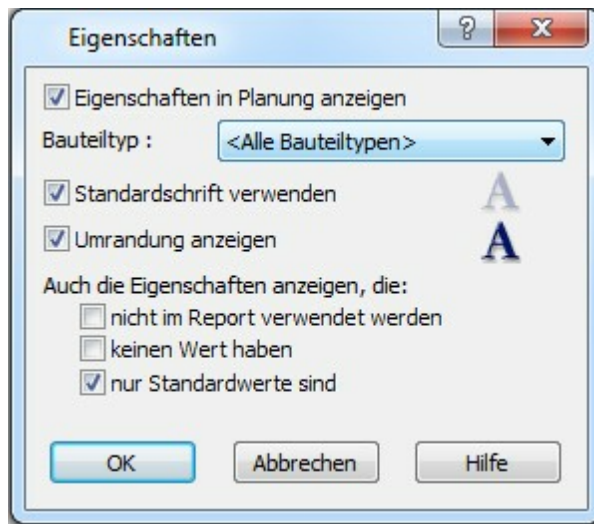 Eigenschaften
?
Eigenschaften in Planung anzeigen
Bauteiltyp : <Alle Bauteiltypen>
Standardschrift verwenden A
Umrandung anzeigen A
Auch die Eigenschaften anzeigen, die:
nicht im Report verwendet werden
keinen Wert haben
nur Standardwerte sind
OK Abbrechen Hilfe